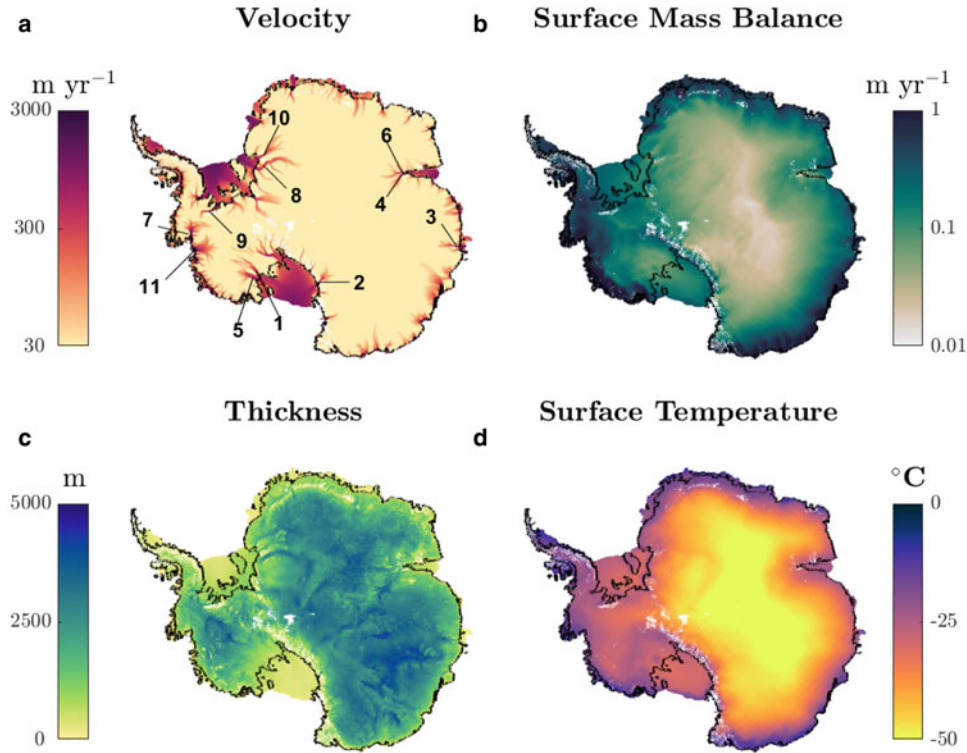 a
Velocity
m yr⁻¹
3000
300
30
10
6
8
4
3
7
9
11
2
5
1
b
Surface Mass Balance
m yr⁻¹
1
0.1
0.01
c
Thickness
m
5000
2500
0
d
Surface Temperature
°C
0
-25
-50